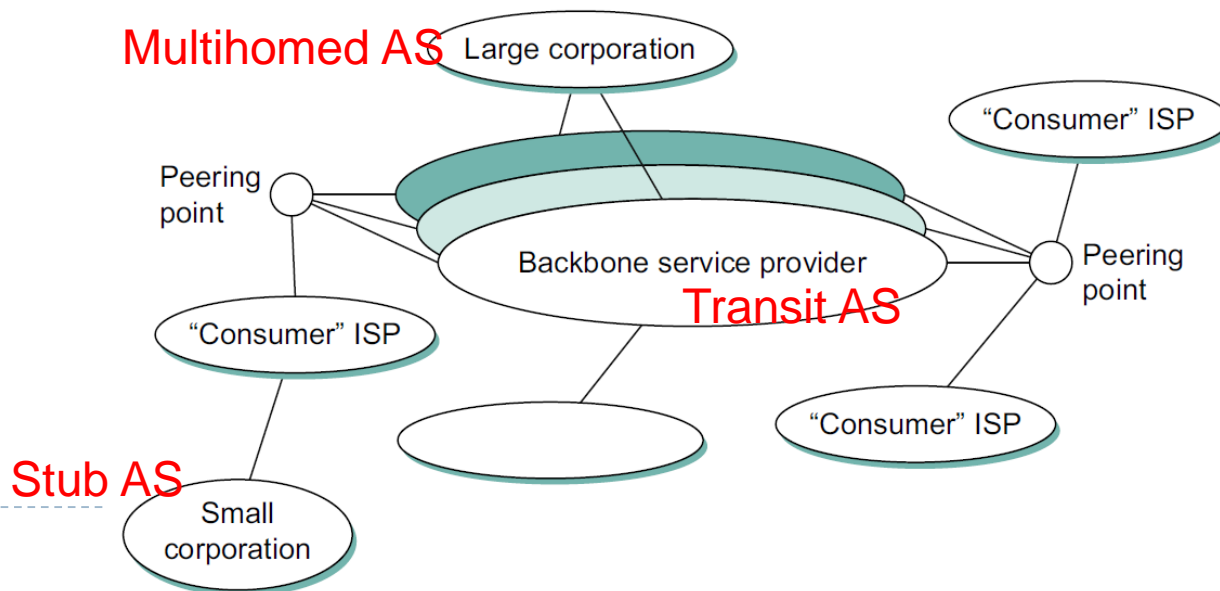 Multihomed AS
Large corporation
“Consumer” ISP
Peering
point
Backbone service provider
Peering
point
Transit AS
“Consumer” ISP
“Consumer” ISP
Stub AS
Small
corporation